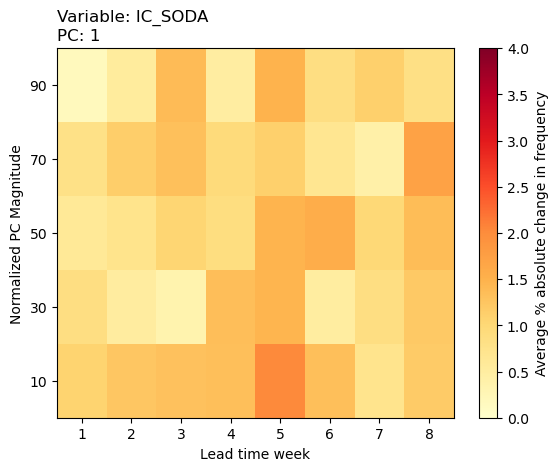 Variable: IC_SODA
PC: 1
Normalized PC Magnitude
90
70
50
30
10
1 2 3 4 5 6 7 8
Lead time week
4.0
3.5
3.0
2.5
2.0
1.5
1.0
0.5
0.0
Average % absolute change in frequency